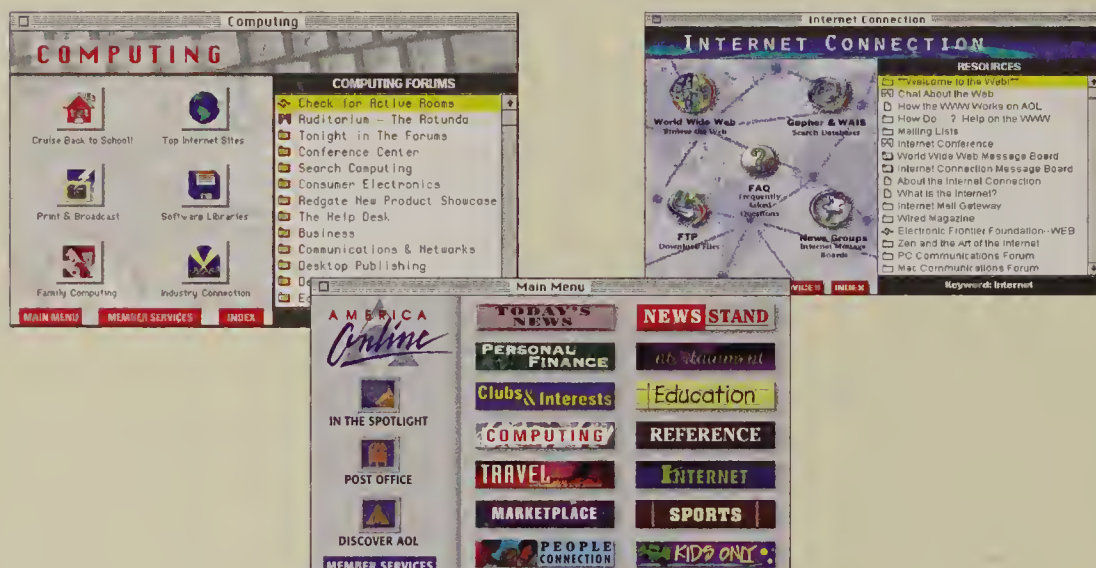 Computing
COMPUTING
COMPUTING FORUMS
Check for Active Rooms
Auditorium – The Rotunda
Tonight in The Forums
Conference Center
Search Computing
Consumer Electronics
Redgate New Product Showcase
The Help Desk
Business
Communications & Networks
Desktop Publishing
Cruise Back to School!
Top Internet Sites
Print & Broadcast
Software Libraries
Family Computing
Industry Connection
MAIN MENU
MEMBER SERVICES
INDEX
Internet Connection
INTERNET CONNECTION
World Wide Web
Browse the Web
Gopher & WAIS
Search Databases
FAQ
Frequently
Asked
Questions
FTP
Download Files
News Groups
Internet Message
Boards
INDEX
RESOURCES
**Welcome to the Web!**
Chat About the Web
How the WWW Works on AOL
How Do ? Help on the WWW
Mailing Lists
Internet Conference
World Wide Web Message Board
Internet Connection Message Board
About the Internet Connection
What is the Internet?
Internet Mail Gateway
Wired Magazine
Electronic Frontier Foundation--WEB
Zen and the Art of the Internet
PC Communications Forum
Mac Communications Forum
Keyword: Internet
Main Menu
AMERICA
Online
IN THE SPOTLIGHT
POST OFFICE
DISCOVER AOL
MEMBER SERVICES
TODAY'S
NEWS
NEWSSTAND
PERSONAL
FINANCE
Clubs & Interests
Education
COMPUTING
REFERENCE
TRAVEL
INTERNET
MARKETPLACE
SPORTS
PEOPLE
CONNECTION
KIDS ONLY